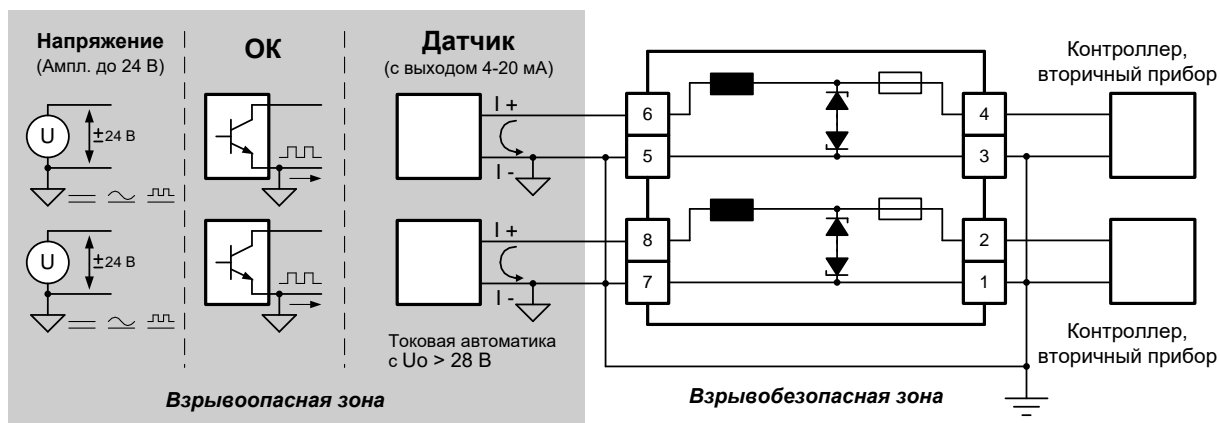 Напряжение
(Ампл. до 24 В)
ОК
Датчик
(с выходом 4-20 мА)
Контроллер,
вторичный прибор
U
±24 В
I +
I -
6
5
4
3
U
±24 В
I +
I -
8
7
2
1
Токовая автоматика
с Uo > 28 В
Контроллер,
вторичный прибор
Взрывоопасная зона
Взрывобезопасная зона